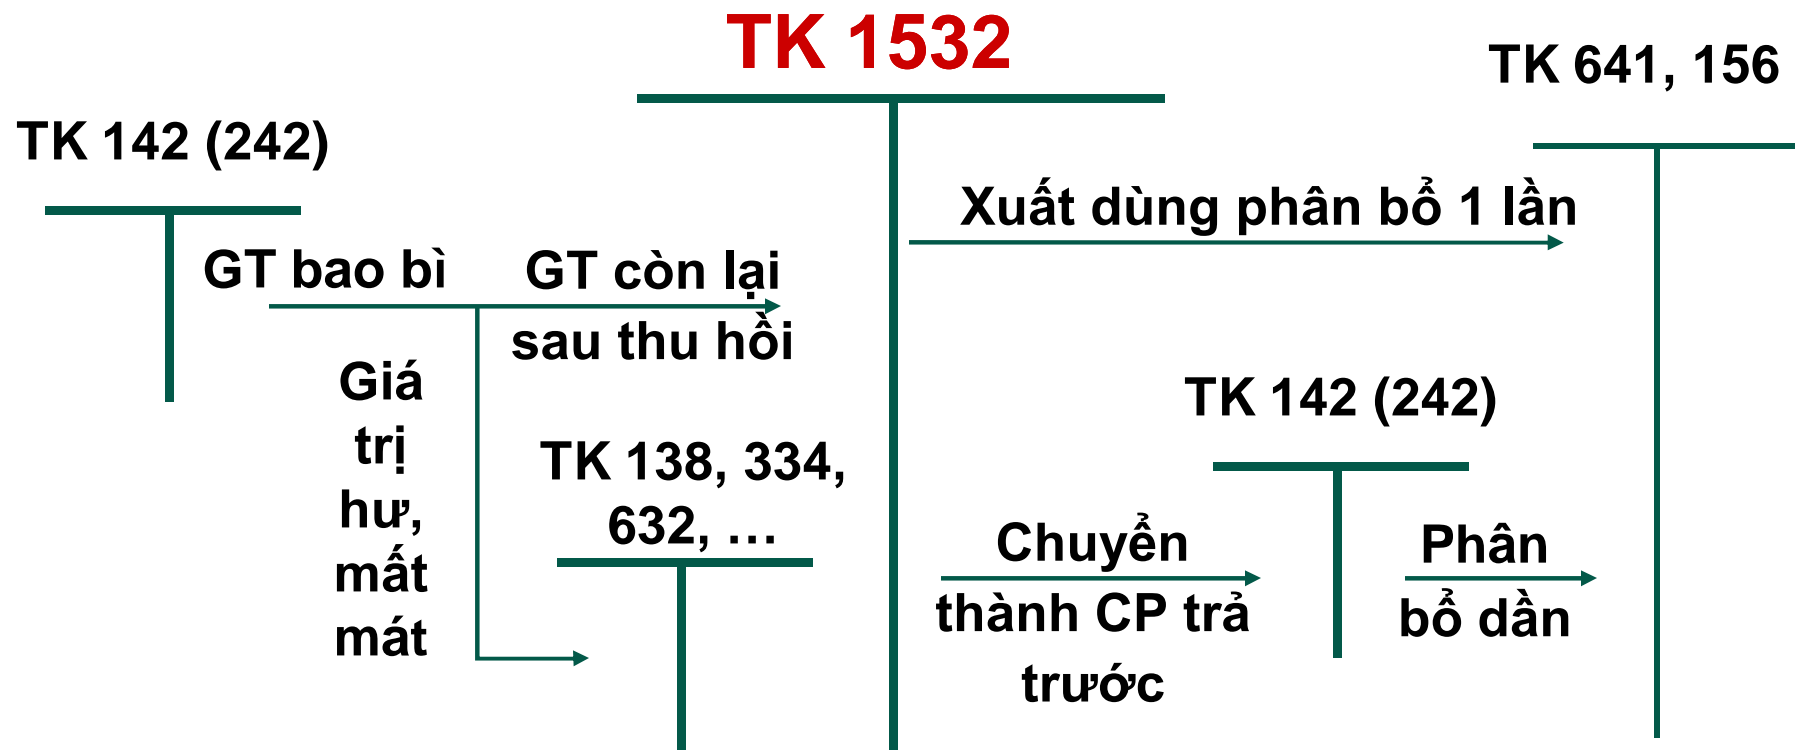 TK 1532
TK 641, 156
TK 142 (242)
Xuất dùng phân bổ 1 lần
GT bao bì
GT còn lại
sau thu hồi
Giá
trị
hư,
mất
mát
TK 138, 334,
632, …
TK 142 (242)
Chuyển
thành CP trả
trước
Phân
bổ dần